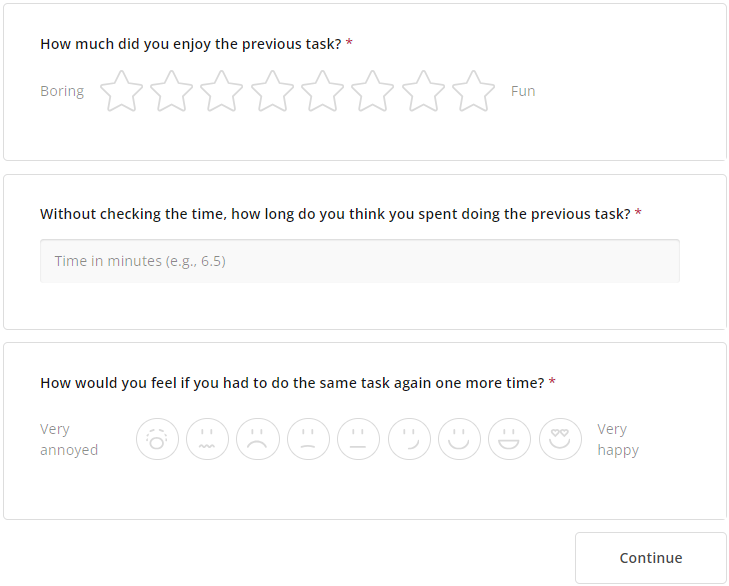 How much did you enjoy the previous task? *
Boring
Fun
Without checking the time, how long do you think you spent doing the previous task? *
Time in minutes (e.g., 6.5)
How would you feel if you had to do the same task again one more time? *
Very
annoyed
Very
happy
Continue